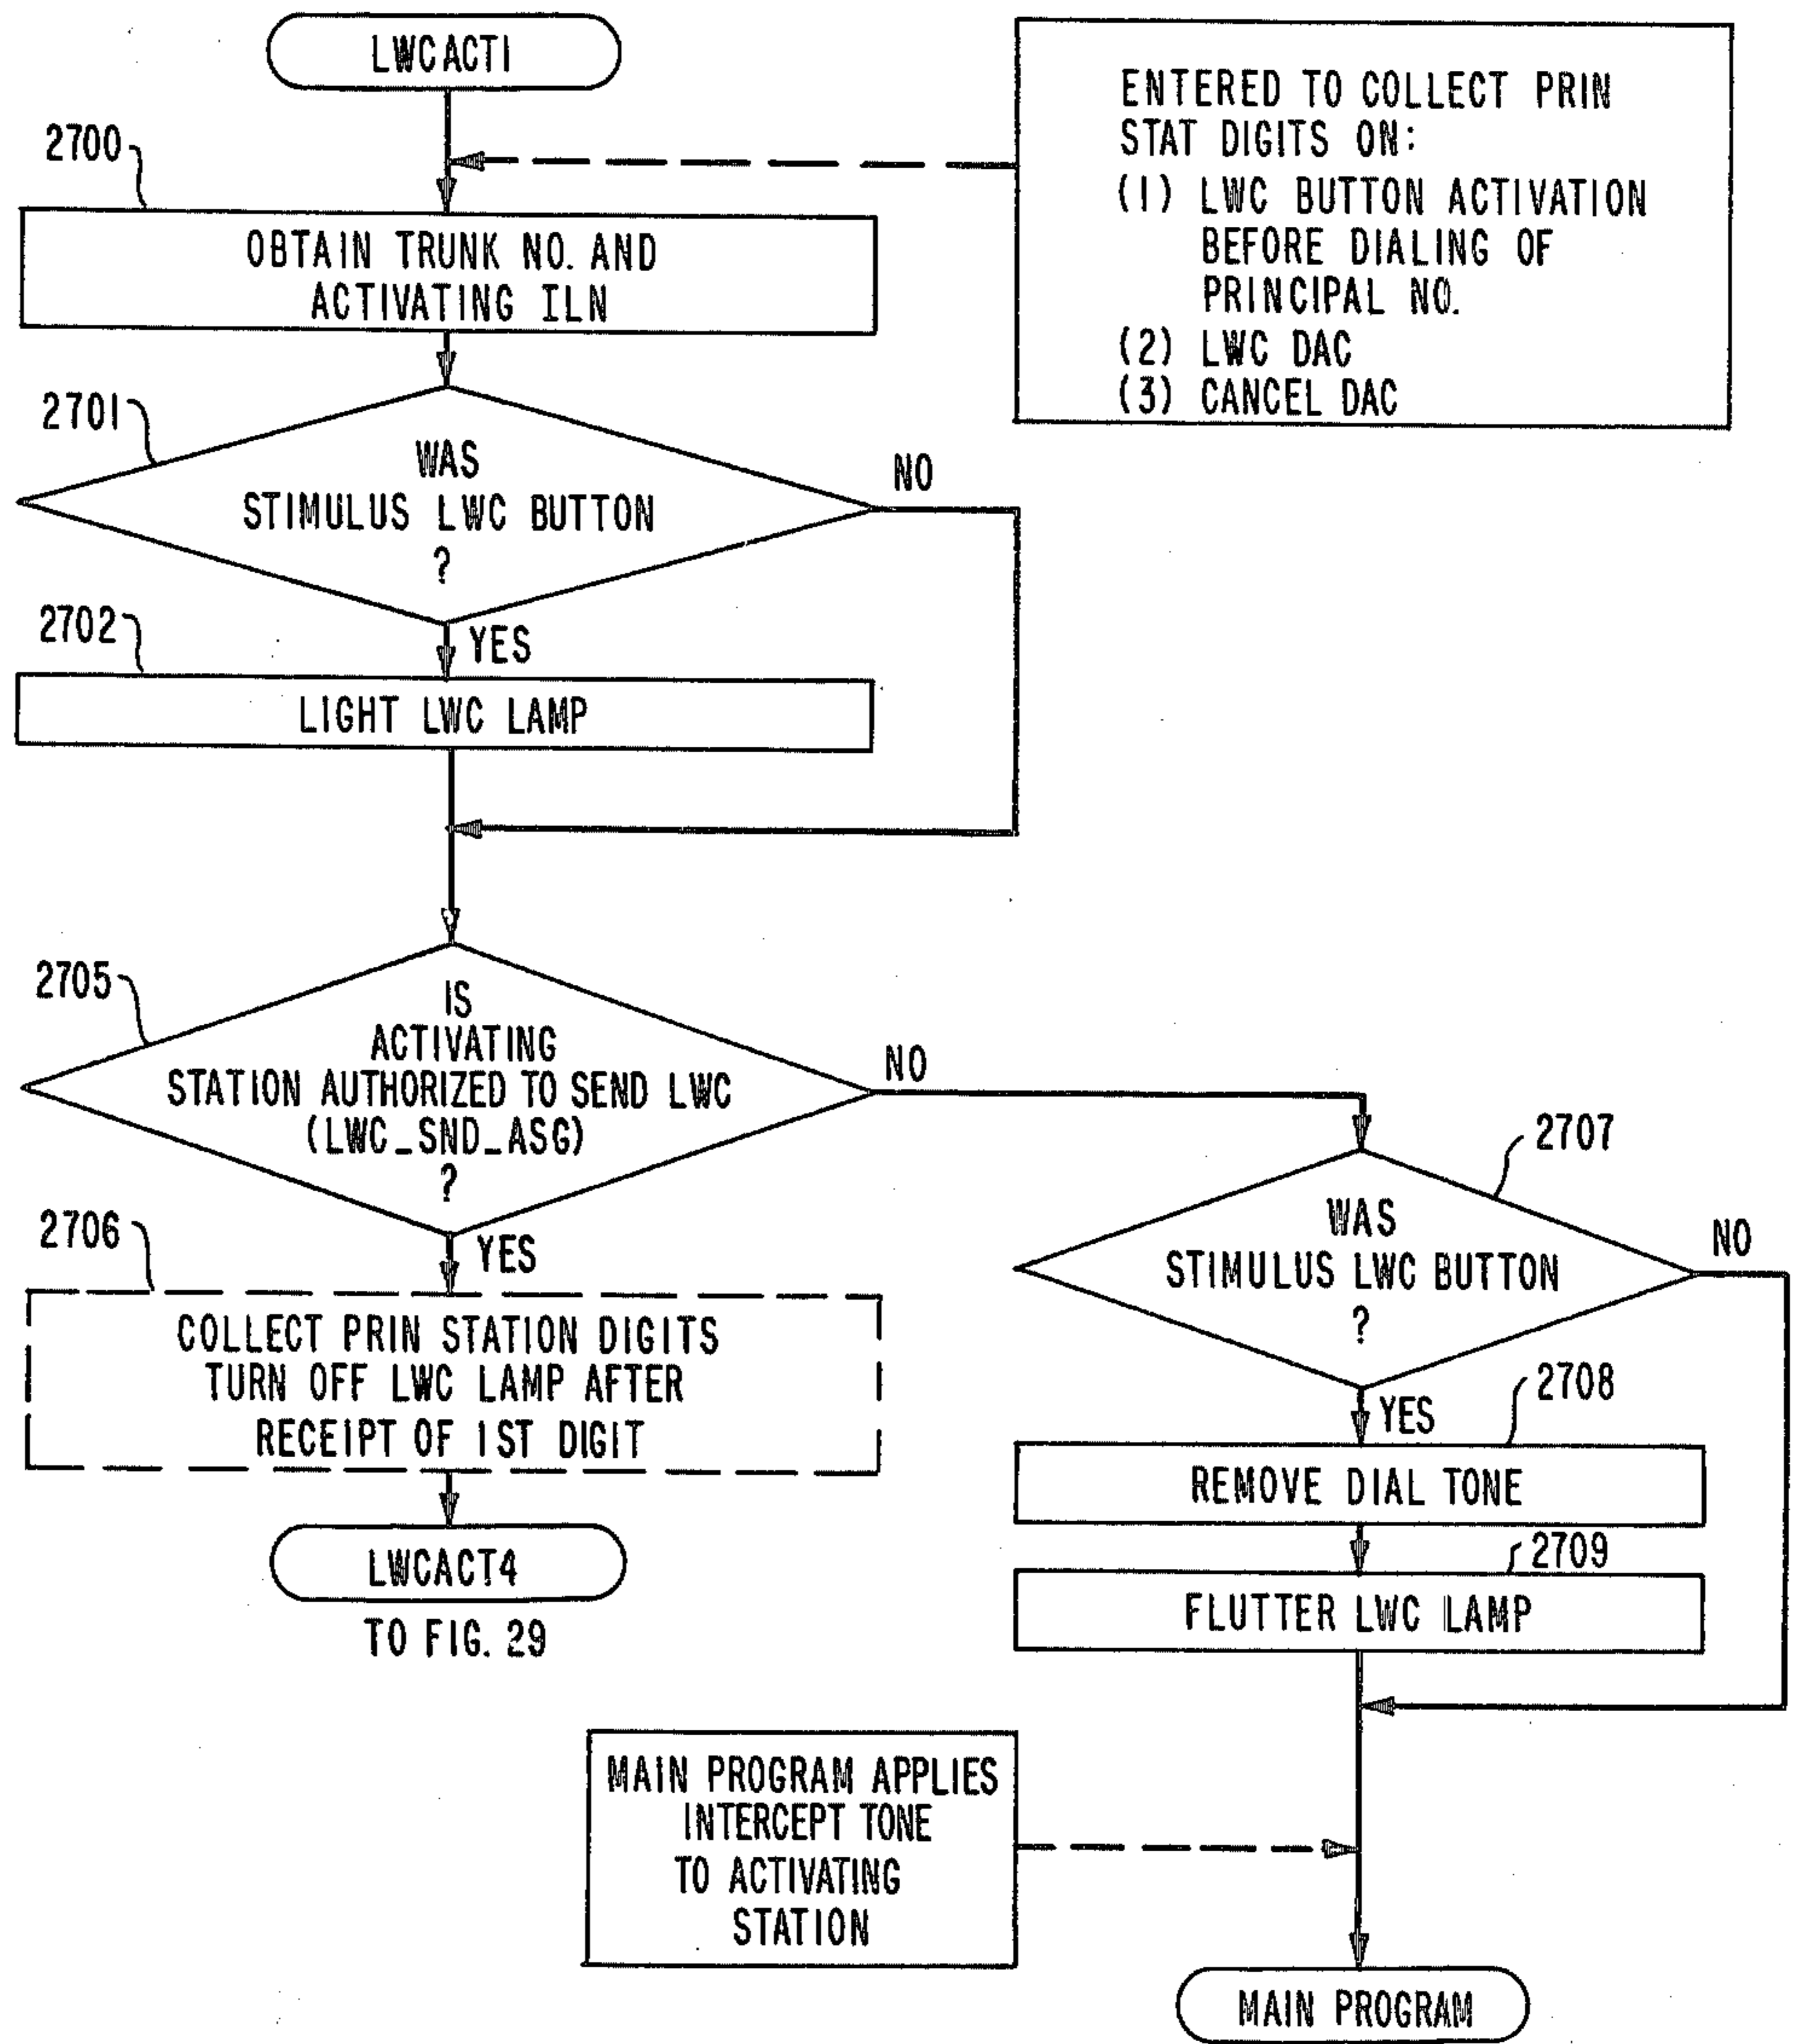 LWCACT1
ENTERED TO COLLECT PRIN
STAT DIGITS ON:
(1) LWC BUTTON ACTIVATION
BEFORE DIALING OF
PRINCIPAL NO.
(2) LWC DAC
(3) CANCEL DAC
2700
OBTAIN TRUNK NO. AND
ACTIVATING ILN
2701
WAS
STIMULUS LWC BUTTON
?
NO
YES
2702
LIGHT LWC LAMP
2705
IS
ACTIVATING
STATION AUTHORIZED TO SEND LWC
(LWC_SND_ASG)
?
NO
YES
2706
COLLECT PRIN STATION DIGITS
TURN OFF LWC LAMP AFTER
RECEIPT OF 1ST DIGIT
LWCACT4
TO FIG. 29
2707
WAS
STIMULUS LWC BUTTON
?
NO
YES
2708
REMOVE DIAL TONE
2709
FLUTTER LWC LAMP
MAIN PROGRAM APPLIES
INTERCEPT TONE
TO ACTIVATING
STATION
MAIN PROGRAM